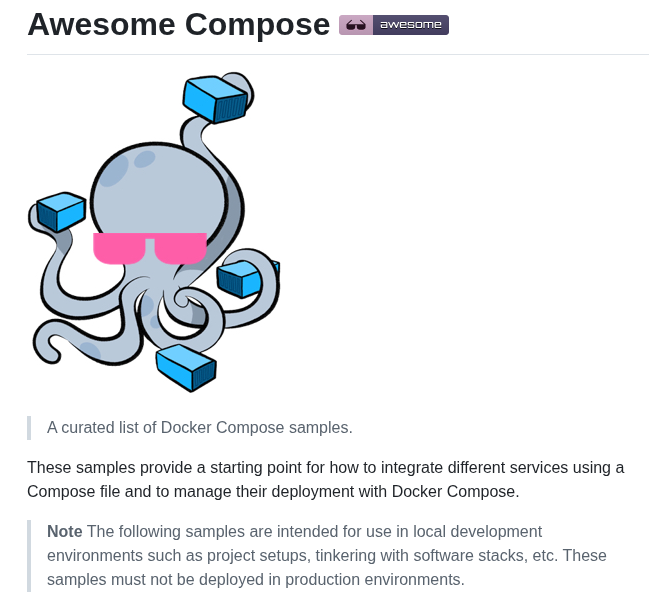 Awesome Compose awesome
A curated list of Docker Compose samples.
These samples provide a starting point for how to integrate different services using a
Compose file and to manage their deployment with Docker Compose.
Note The following samples are intended for use in local development
environments such as project setups, tinkering with software stacks, etc. These
samples must not be deployed in production environments.